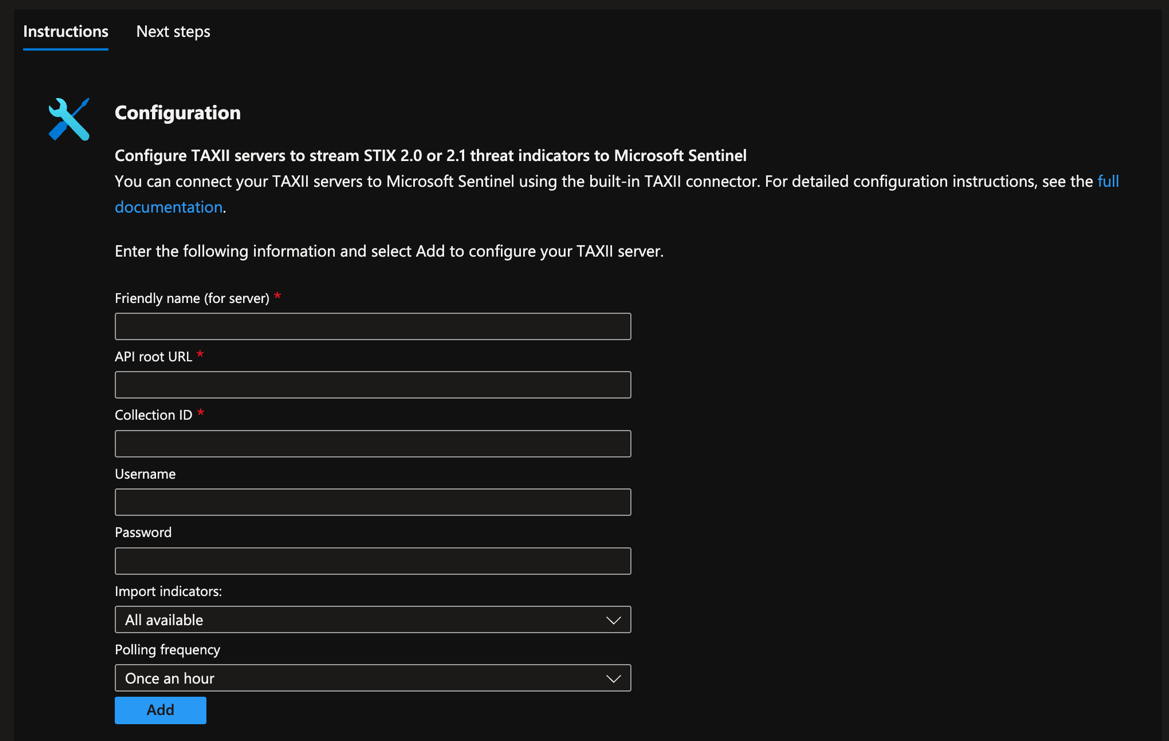 Instructions Next steps
Configuration
Configure TAXII servers to stream STIX 2.0 or 2.1 threat indicators to Microsoft Sentinel
You can connect your TAXII servers to Microsoft Sentinel using the built-in TAXII connector. For detailed configuration instructions, see the full
documentation.
Enter the following information and select Add to configure your TAXII server.
Friendly name (for server) *
API root URL *
Collection ID *
Username
Password
Import indicators:
All available
Polling frequency
Once an hour
Add